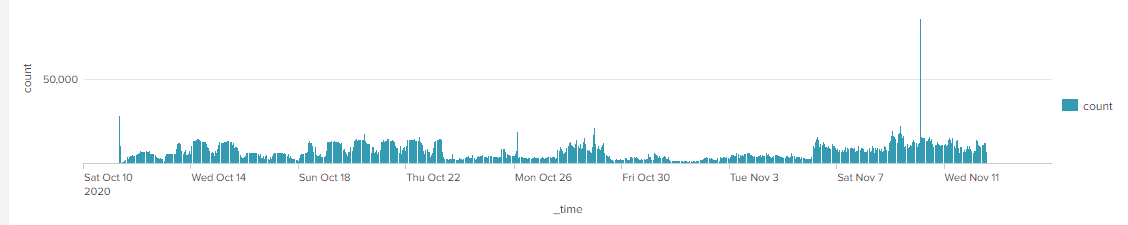 count
50,000
count
Sat Oct 10
2020
Wed Oct 14
Sun Oct 18
Thu Oct 22
Mon Oct 26
Fri Oct 30
Tue Nov 3
Sat Nov 7
Wed Nov 11
_time